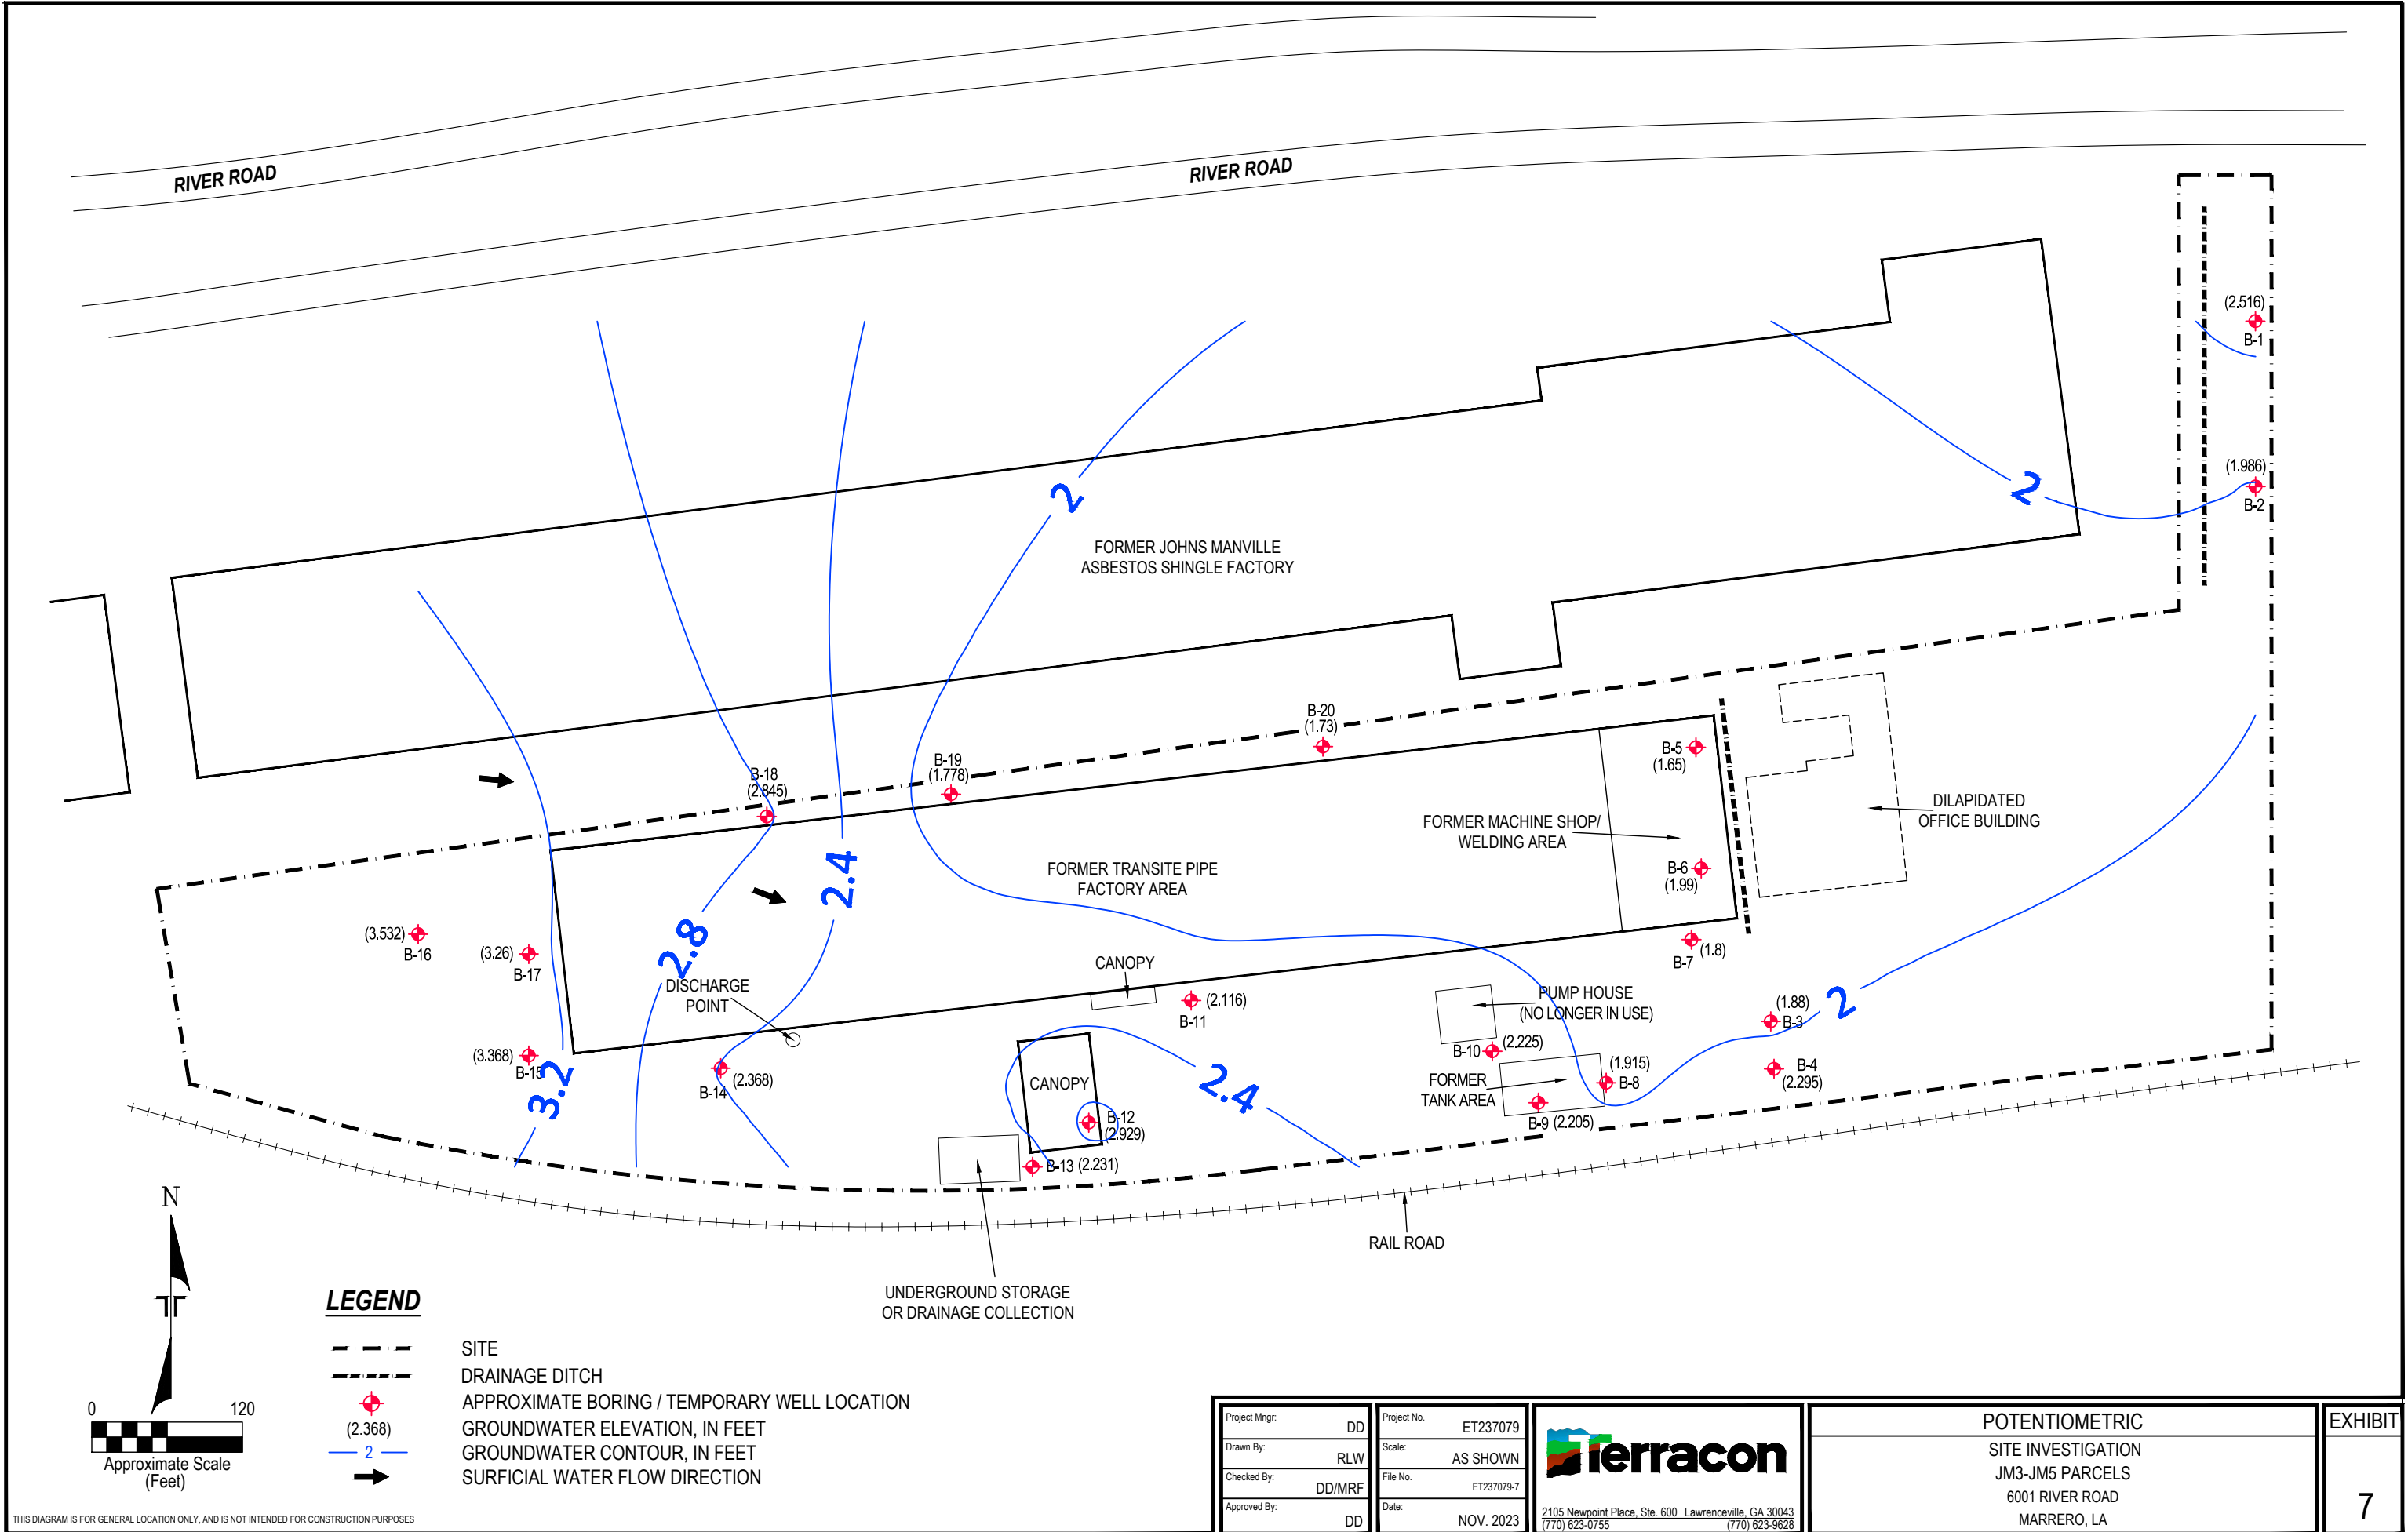 RIVER ROAD
RIVER ROAD
(2.516)
B-1
(1.986)
B-2
2
2
FORMER JOHNS MANVILLE
ASBESTOS SHINGLE FACTORY
B-20
(1.73)
B-5
(1.65)
B-19
(1.778)
B-18
(2.845)
DILAPIDATED
OFFICE BUILDING
FORMER MACHINE SHOP/
WELDING AREA
B-6
(1.99)
FORMER TRANSITE PIPE
FACTORY AREA
2.4
2.8
(3.532)
B-16
(3.26)
B-17
B-7
(1.8)
CANOPY
DISCHARGE
POINT
(2.116)
B-11
PUMP HOUSE
(NO LONGER IN USE)
(1.88)
B-3
2
B-10
(2.225)
(3.368)
B-15
3.2
B-14
(2.368)
CANOPY
2.4
FORMER
TANK AREA
(1.915)
B-8
B-4
(2.295)
B-12
(2.929)
B-9 (2.205)
B-13 (2.231)
RAIL ROAD
UNDERGROUND STORAGE
OR DRAINAGE COLLECTION
N
0 120
Approximate Scale
(Feet)
LEGEND
SITE
DRAINAGE DITCH
APPROXIMATE BORING / TEMPORARY WELL LOCATION
(2.368) GROUNDWATER ELEVATION, IN FEET
2 GROUNDWATER CONTOUR, IN FEET
SURFICIAL WATER FLOW DIRECTION
THIS DIAGRAM IS FOR GENERAL LOCATION ONLY, AND IS NOT INTENDED FOR CONSTRUCTION PURPOSES
Project Mngr: DD
Drawn By: RLW
Checked By: DD/MRF
Approved By: DD
Project No. ET237079
Scale: AS SHOWN
File No. ET237079-7
Date: NOV. 2023
Terracon
2105 Newpoint Place, Ste. 600 Lawrenceville, GA 30043
(770) 623-0755 (770) 623-9628
POTENTIOMETRIC
SITE INVESTIGATION
JM3-JM5 PARCELS
6001 RIVER ROAD
MARRERO, LA
EXHIBIT
7